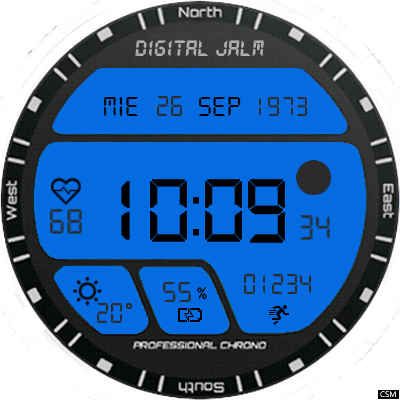 North
DIGITAL JALM
MIE 26 SEP 1973
West
East
68
10:09
34
20°
55%
01234
PROFESSIONAL CHRONO
South
CSM